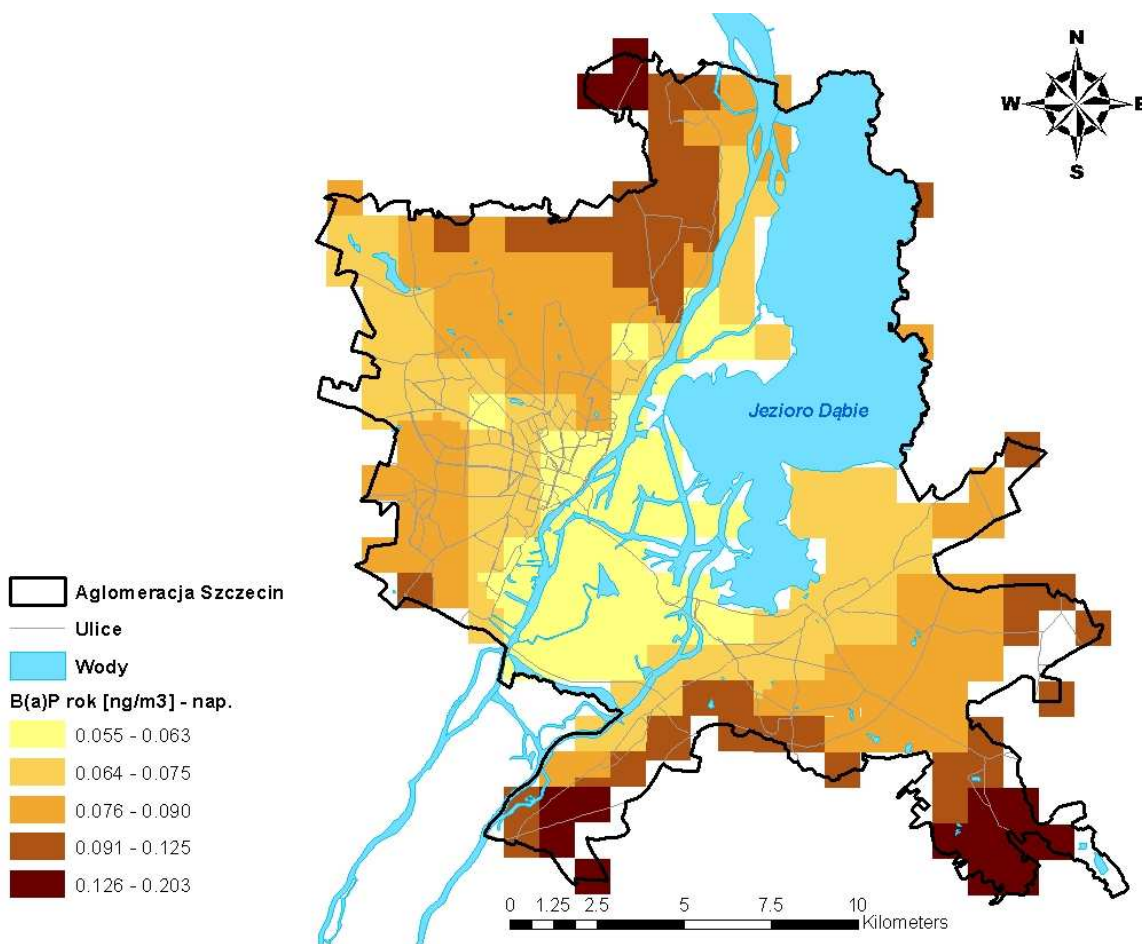 N
W
E
S
Jezioro Dąbie
Aglomeracja Szczecin
Ulice
Wody
B(a)P rok [ng/m3] - nap.
0.055 - 0.063
0.064 - 0.075
0.076 - 0.090
0.091 - 0.125
0.126 - 0.203
0 1.25 2.5 5 7.5 10
Kilometers